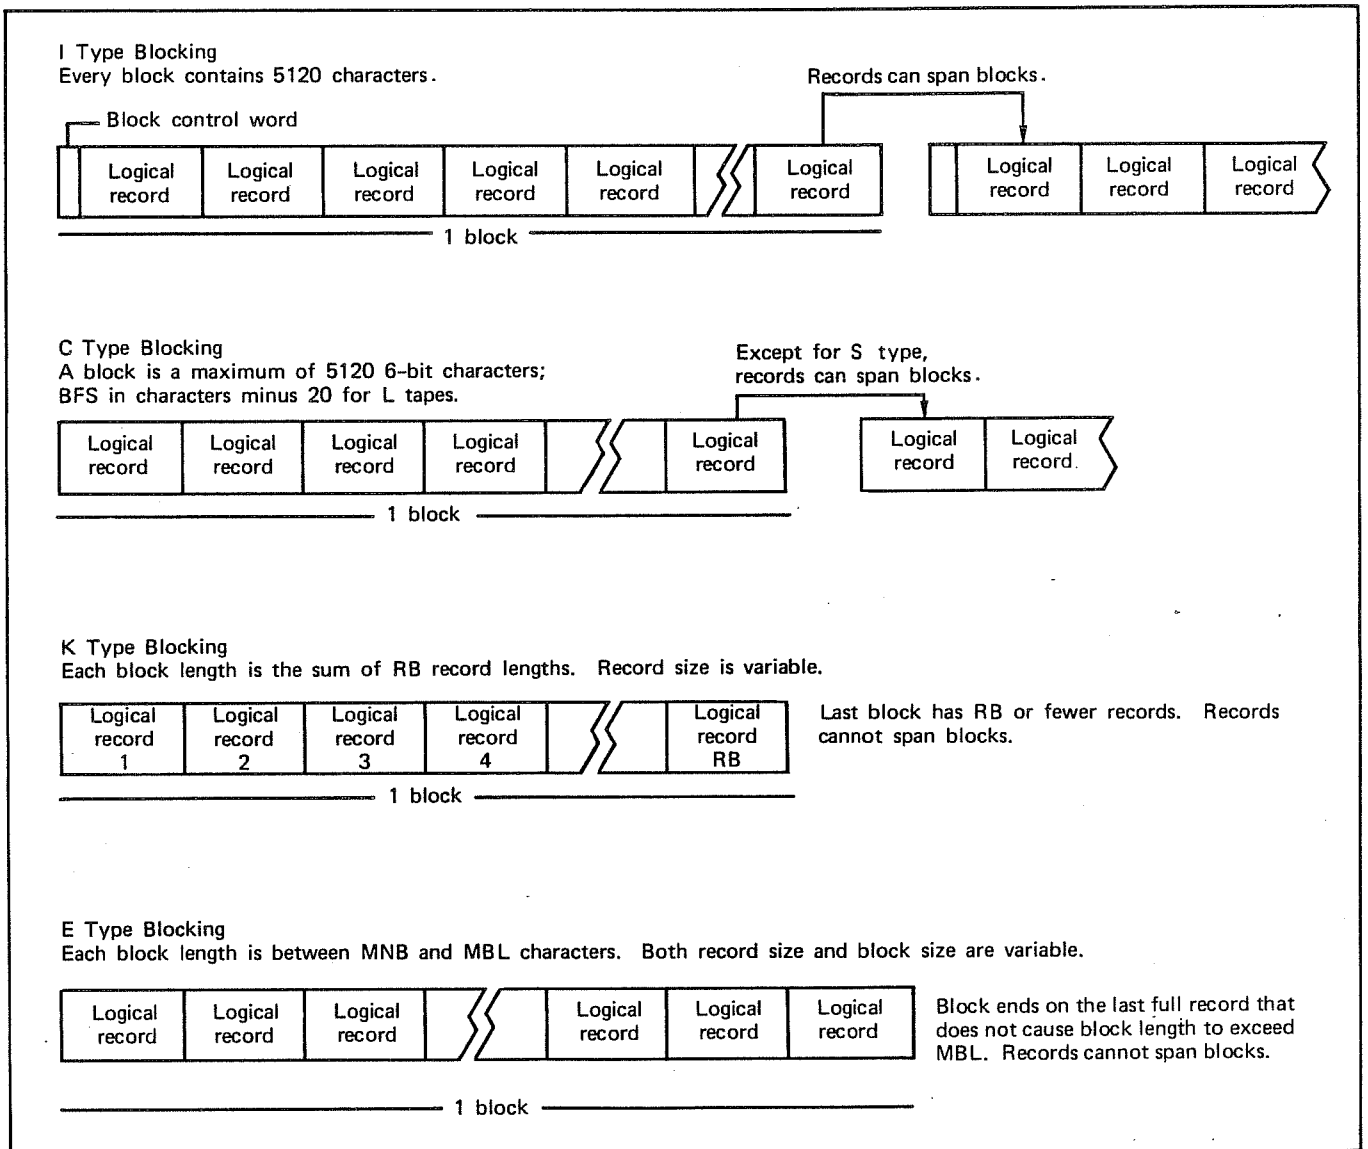 I Type Blocking
Every block contains 5120 characters.
Records can span blocks.
Block control word
Logical record
Logical record
Logical record
Logical record
Logical record
Logical record
Logical record
Logical record
Logical record
1 block
C Type Blocking
A block is a maximum of 5120 6-bit characters;
BFS in characters minus 20 for L tapes.
Except for S type,
records can span blocks.
Logical record
Logical record
Logical record
Logical record
Logical record
Logical record
Logical record.
1 block
K Type Blocking
Each block length is the sum of RB record lengths. Record size is variable.
Logical record 1
Logical record 2
Logical record 3
Logical record 4
Logical record RB
Last block has RB or fewer records. Records
cannot span blocks.
1 block
E Type Blocking
Each block length is between MNB and MBL characters. Both record size and block size are variable.
Logical record
Logical record
Logical record
Logical record
Logical record
Logical record
Block ends on the last full record that
does not cause block length to exceed
MBL. Records cannot span blocks.
1 block